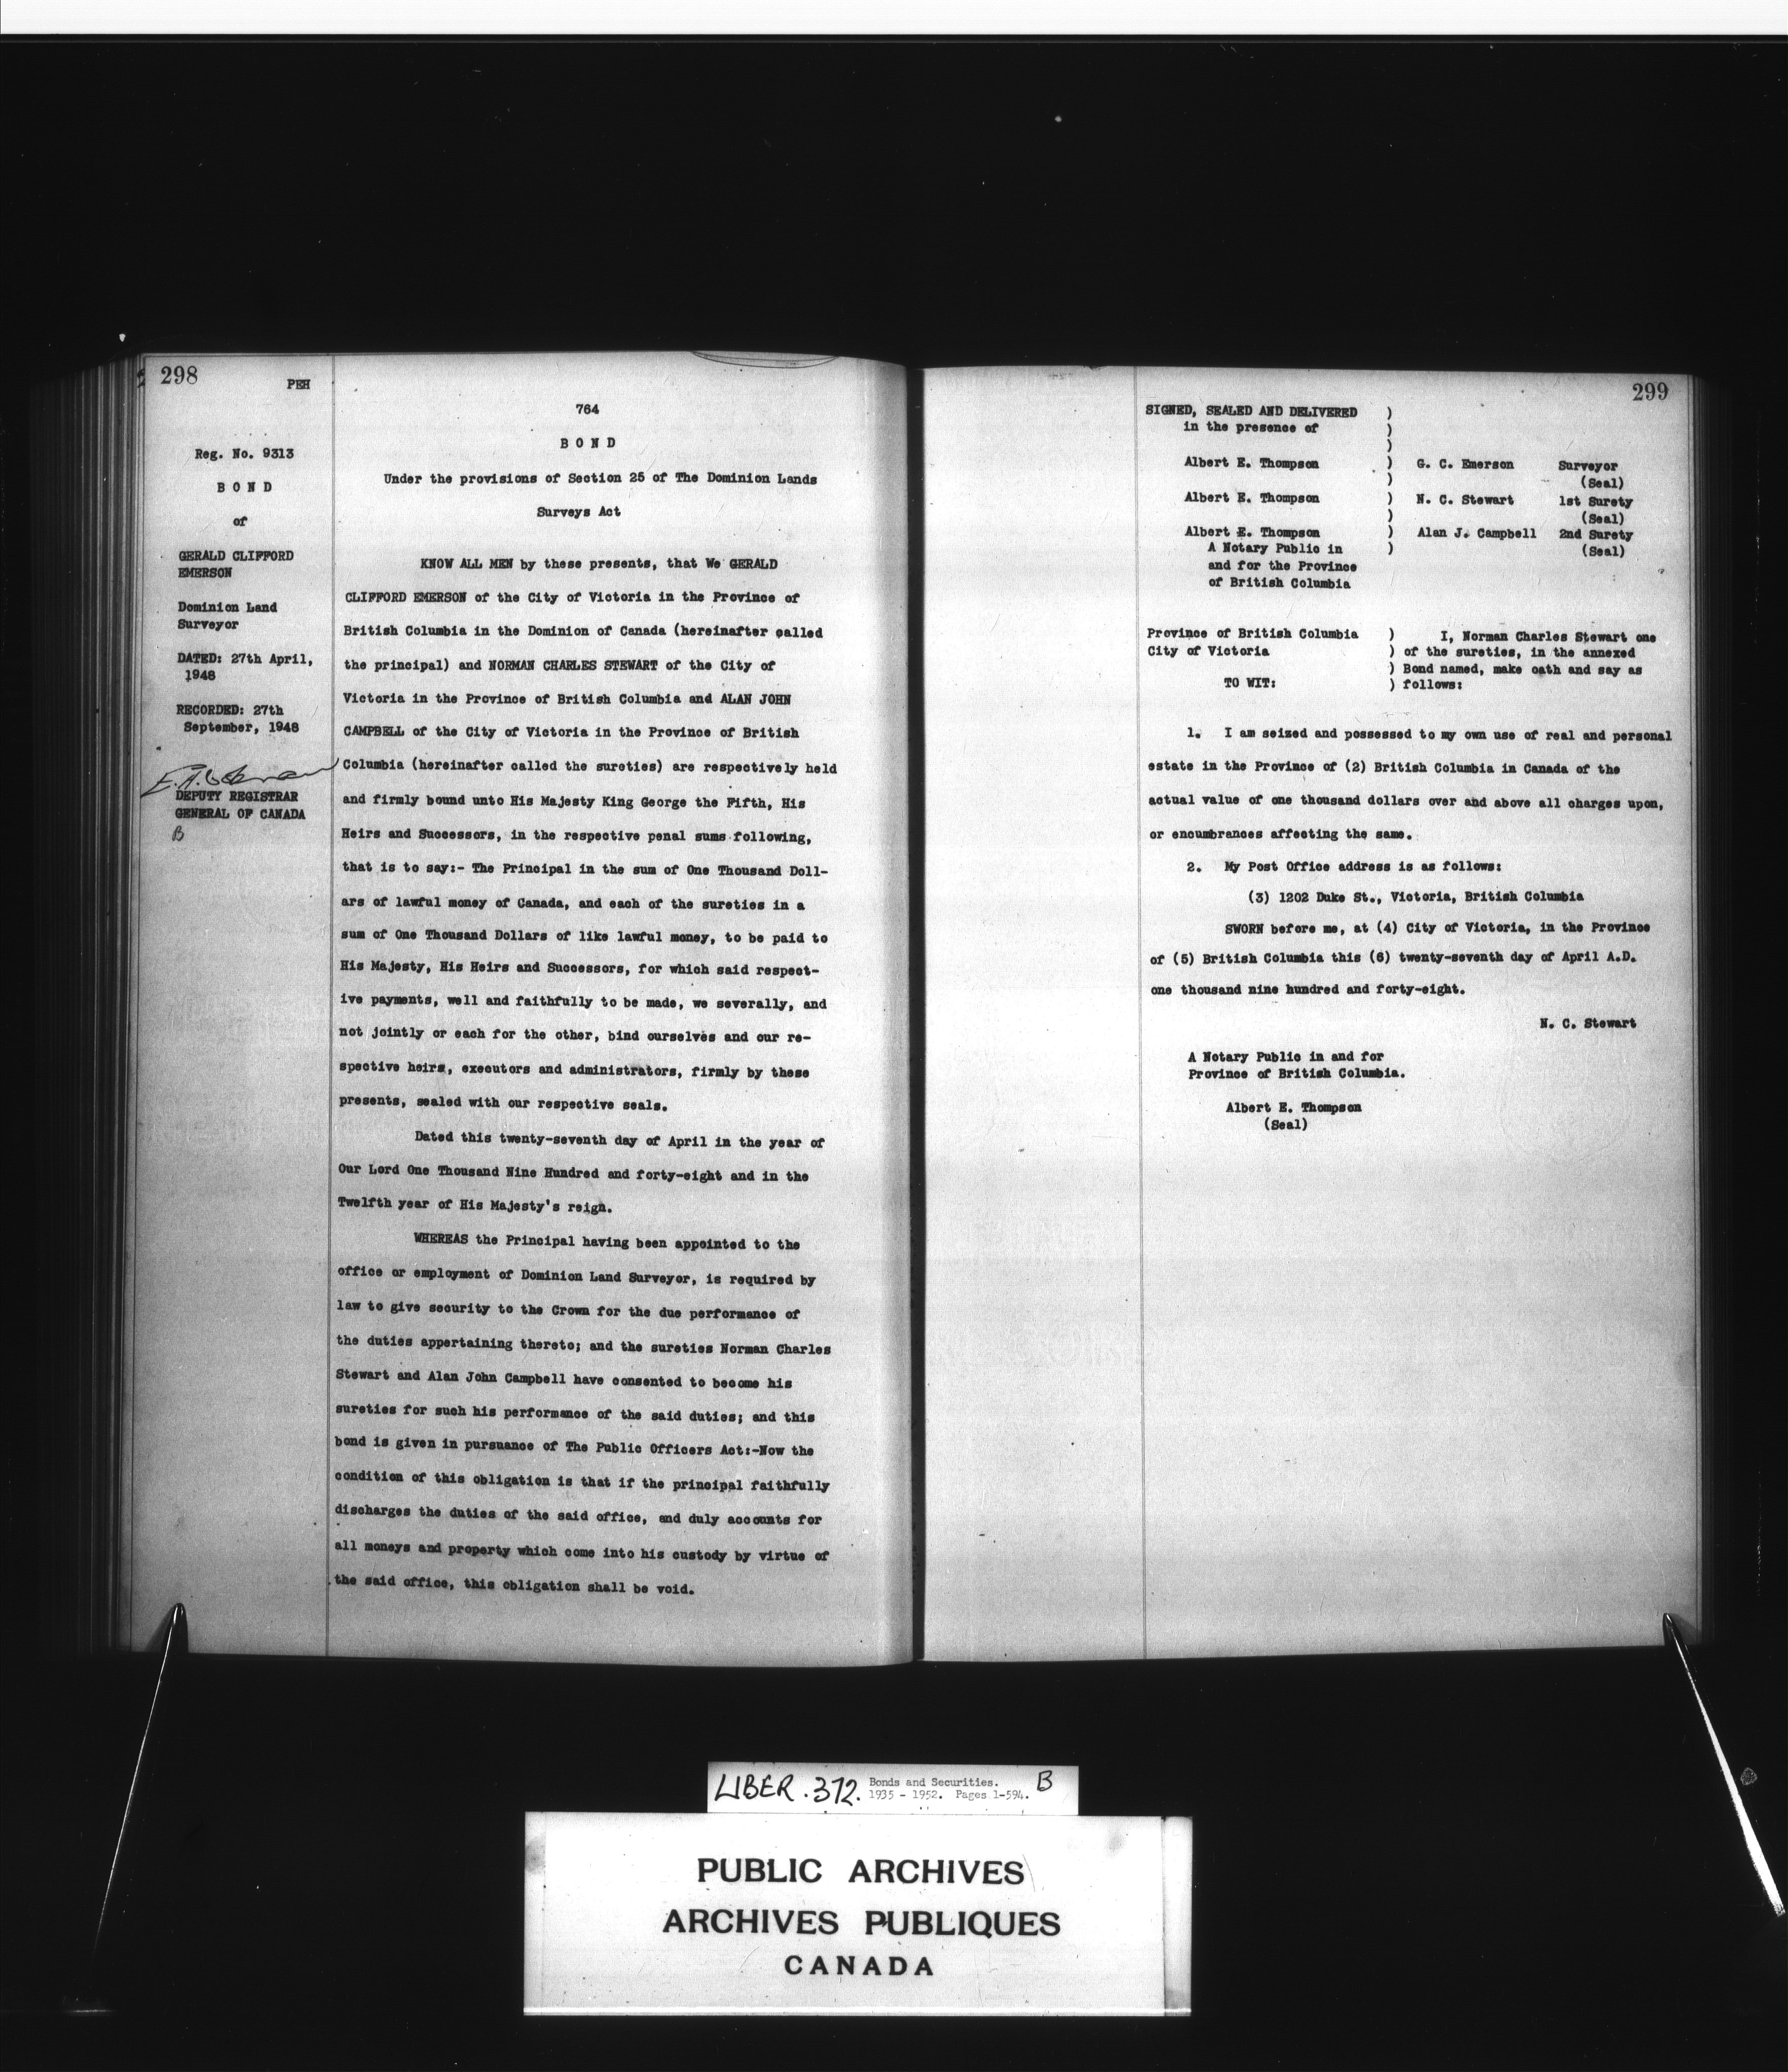 298
PEH
Reg. No. 9313
B O N D
of
GERALD CLIFFORD
EMERSON
Dominion Land
Surveyor
DATED: 27th April,
1948
RECORDED: 27th
September, 1948
DEPUTY REGISTRAR
GENERAL OF CANADA
B
764
B O N D
Under the provisions of Section 25 of The Dominion Lands
Surveys Act
KNOW ALL MEN by these presents, that We GERALD
CLIFFORD EMERSON of the City of Victoria in the Province of
British Columbia in the Dominion of Canada (hereinafter called
the principal) and NORMAN CHARLES STEWART of the City of
Victoria in the Province of British Columbia and ALAN JOHN
CAMPBELL of the City of Victoria in the Province of British
Columbia (hereinafter called the sureties) are respectively held
and firmly bound unto His Majesty King George the Fifth, His
Heirs and Successors, in the respective penal sums following,
that is to say:- The Principal in the sum of One Thousand Doll-
ars of lawful money of Canada, and each of the sureties in a
sum of One Thousand Dollars of like lawful money, to be paid to
His Majesty, His Heirs and Successors, for which said respect-
ive payments, well and faithfully to be made, we severally, and
not jointly or each for the other, bind ourselves and our re-
spective heirs, executors and administrators, firmly by these
presents, sealed with our respective seals.
Dated this twenty-seventh day of April in the year of
Our Lord One Thousand Nine Hundred and forty-eight and in the
Twelfth year of His Majesty's reign.
WHEREAS the Principal having been appointed to the
office or employment of Dominion Land Surveyor, is required by
law to give security to the Crown for the due performance of
the duties appertaining thereto; and the sureties Norman Charles
Stewart and Alan John Campbell have consented to become his
sureties for such his performance of the said duties; and this
bond is given in pursuance of The Public Officers Act:-Now the
condition of this obligation is that if the principal faithfully
discharges the duties of the said office, and duly accounts for
all moneys and property which come into his custody by virtue of
the said office, this obligation shall be void.
299
SIGNED, SEALED AND DELIVERED )
in the presence of )
)
Albert E. Thompson ) G. C. Emerson Surveyor
) (Seal)
Albert E. Thompson ) N. C. Stewart 1st Surety
) (Seal)
Albert E. Thompson ) Alan J. Campbell 2nd Surety
A Notary Public in ) (Seal)
and for the Province
of British Columbia
Province of British Columbia ) I, Norman Charles Stewart one
City of Victoria ) of the sureties, in the annexed
) Bond named, make oath and say as
TO WIT: ) follows:
1. I am seized and possessed to my own use of real and personal
estate in the Province of (2) British Columbia in Canada of the
actual value of one thousand dollars over and above all charges upon,
or encumbrances affecting the same.
2. My Post Office address is as follows:
(3) 1202 Duke St., Victoria, British Columbia
SWORN before me, at (4) City of Victoria, in the Province
of (5) British Columbia this (6) twenty-seventh day of April A.D.
one thousand nine hundred and forty-eight.
N. C. Stewart
A Notary Public in and for
Province of British Columbia.
Albert E. Thompson
(Seal)
LIBER. 372. Bonds and Securities. B
1935 - 1952. Pages 1-594.
PUBLIC ARCHIVES
ARCHIVES PUBLIQUES
CANADA